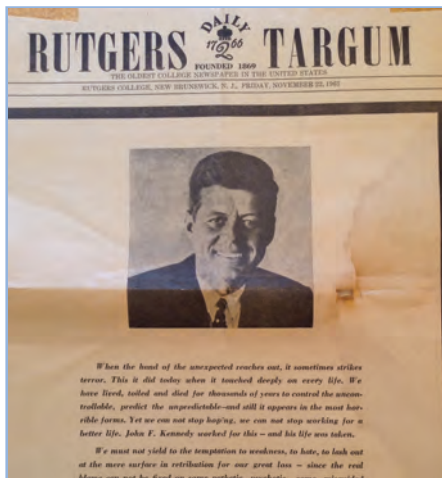 RUTGERS DAILY TARGUM
1766
FOUNDED 1869
THE OLDEST COLLEGE NEWSPAPER IN THE UNITED STATES
RUTGERS COLLEGE, NEW BRUNSWICK, N. J., FRIDAY, NOVEMBER 22, 1963
When the hand of the unexpected reaches out, it sometimes strikes
terror. This it did today when it touched deeply on every life. We
have lived, toiled and died for thousands of years to control the uncon-
trollable, predict the unpredictable—and still it appears in the most hor-
rible forms. Yet we can not stop hoping, we can not stop working for a
better life. John F. Kennedy worked for this — and his life was taken.
We must not yield to the temptation to weakness, to hate, to lash out
at the mere surface in retribution for our great loss — since the real